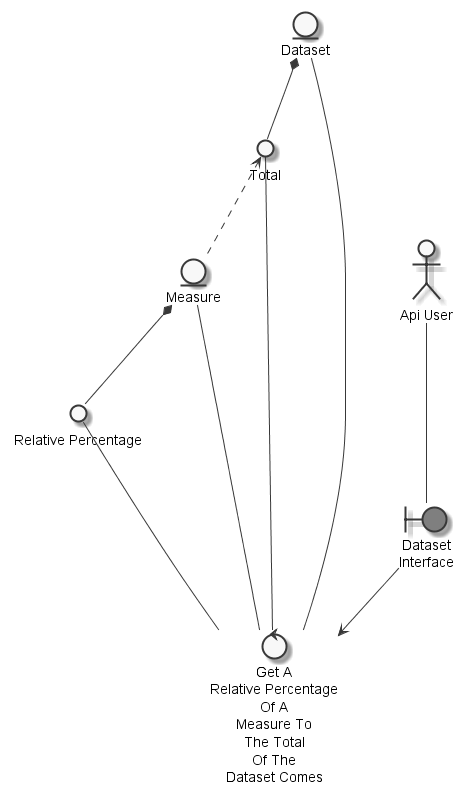 Dataset
Total
Measure
Api User
Relative Percentage
Dataset
Interface
Get A
Relative Percentage
Of A
Measure To
The Total
Of The
Dataset Comes